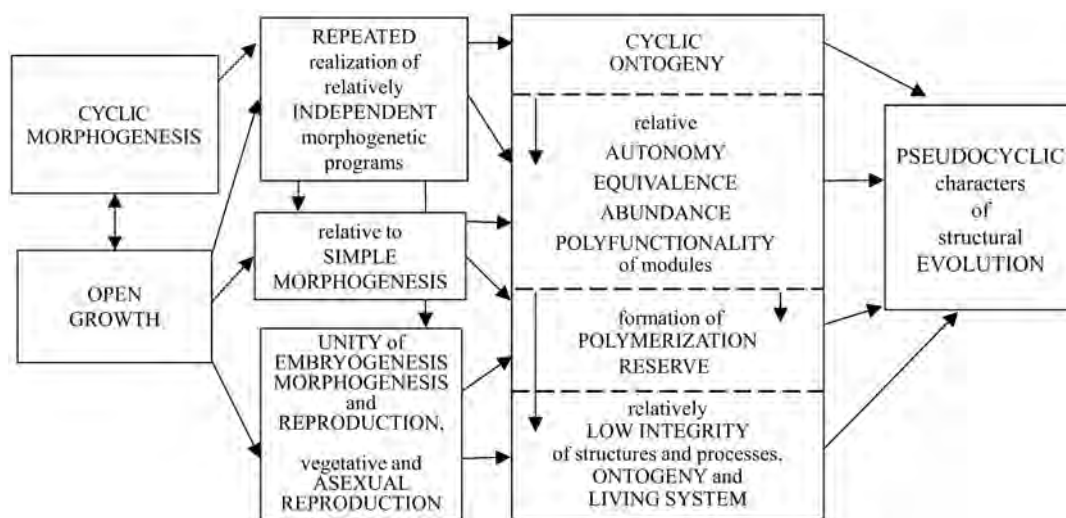 CYCLIC
MORPHOGENESIS
OPEN
GROWTH
REPEATED
realization of
relatively
INDEPENDENT
morphogenetic
programs
relative to
SIMPLE
MORPHOGENESIS
UNITY of
EMBRYOGENESIS
MORPHOGENESIS
and
REPRODUCTION,
vegetative and
ASEXUAL
REPRODUCTION
CYCLIC
ONTOGENY
relative
AUTONOMY
EQUIVALENCE
ABUNDANCE
POLYFUNCTIONALITY
of modules
formation of
POLYMERIZATION
RESERVE
relatively
LOW INTEGRITY
of structures and processes,
ONTOGENY and
LIVING SYSTEM
PSEUDOCYCLIC
characters
of
structural
EVOLUTION